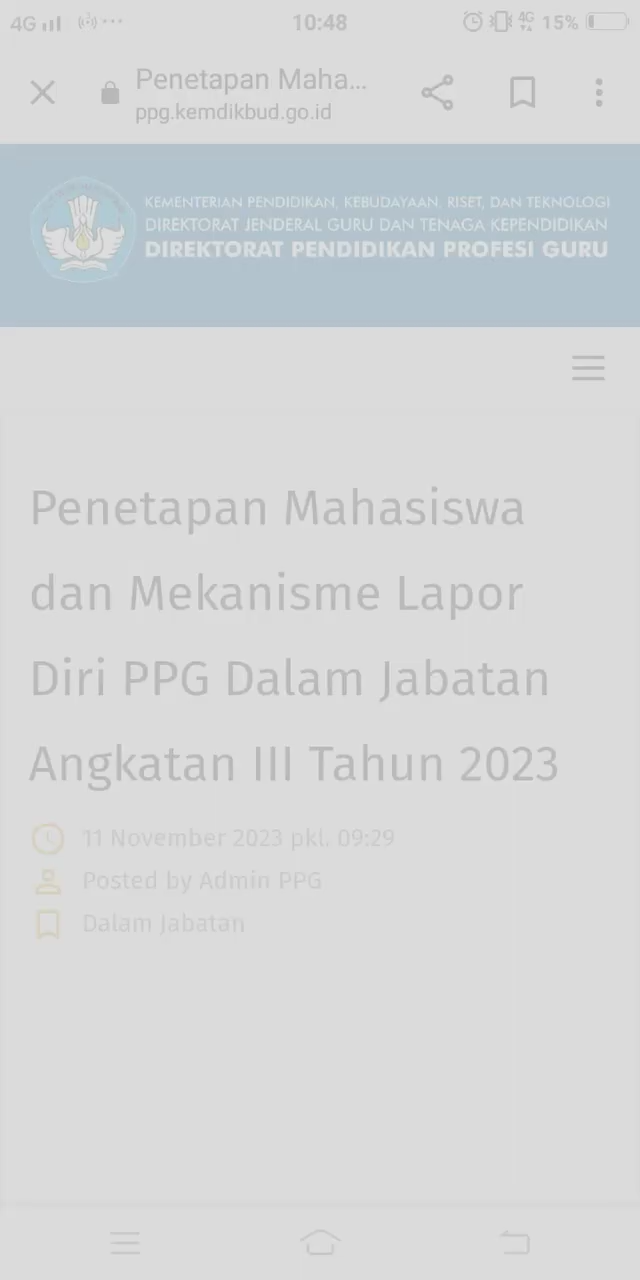 4G 10:48 4G 15%
Penetapan Maha...
ppg.kemdikbud.go.id
KEMENTERIAN PENDIDIKAN, KEBUDAYAAN, RISET, DAN TEKNOLOGI
DIREKTORAT JENDERAL GURU DAN TENAGA KEPENDIDIKAN
DIREKTORAT PENDIDIKAN PROFESI GURU
Penetapan Mahasiswa
dan Mekanisme Lapor
Diri PPG Dalam Jabatan
Angkatan III Tahun 2023
11 November 2023 pkl. 09:29
Posted by Admin PPG
Dalam Jabatan